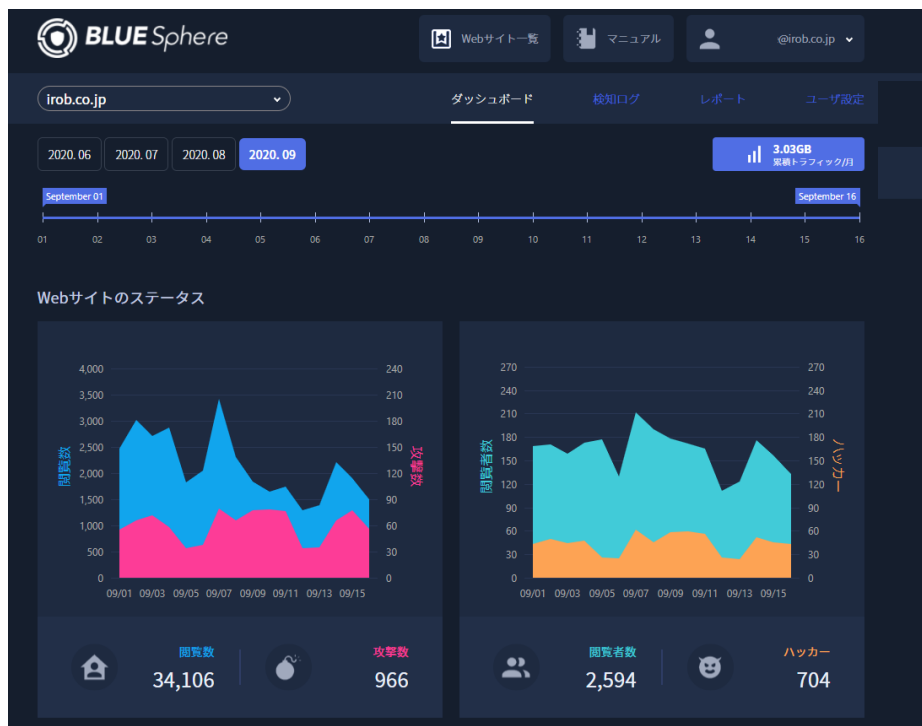 BLUE Sphere
Webサイト一覧
マニュアル
@irob.co.jp
irob.co.jp
ダッシュボード
検知ログ
レポート
ユーザ設定
2020. 06
2020. 07
2020. 08
2020. 09
3.03GB
累積トラフィック/月
September 01
September 16
01 02 03 04 05 06 07 08 09 10 11 12 13 14 15 16
Webサイトのステータス
閲覧数
4,000
3,500
3,000
2,500
2,000
1,500
1,000
500
0
240
210
180
150
120
90
60
30
0
攻撃数
09/01 09/03 09/05 09/07 09/09 09/11 09/13 09/15
閲覧数
34,106
攻撃数
966
閲覧者数
270
240
210
180
150
120
90
60
30
0
270
240
210
180
150
120
90
60
30
0
ハッカー
09/01 09/03 09/05 09/07 09/09 09/11 09/13 09/15
閲覧者数
2,594
ハッカー
704